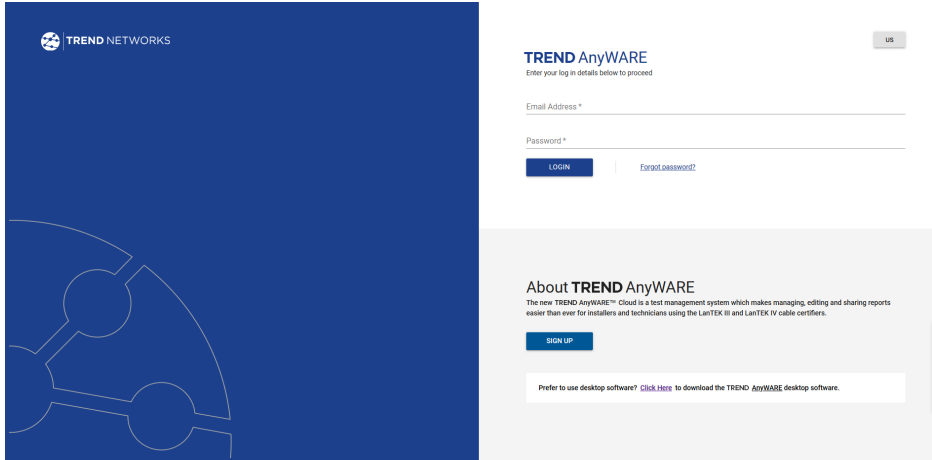 TREND NETWORKS
US
TREND AnyWARE
Enter your log in details below to proceed
Email Address *
Password *
LOGIN
Forgot password?
About TREND AnyWARE
The new TREND AnyWARE™ Cloud is a test management system which makes managing, editing and sharing reports
easier than ever for installers and technicians using the LanTEK III and LanTEK IV cable certifiers.
SIGN UP
Prefer to use desktop software? Click Here to download the TREND AnyWARE desktop software.